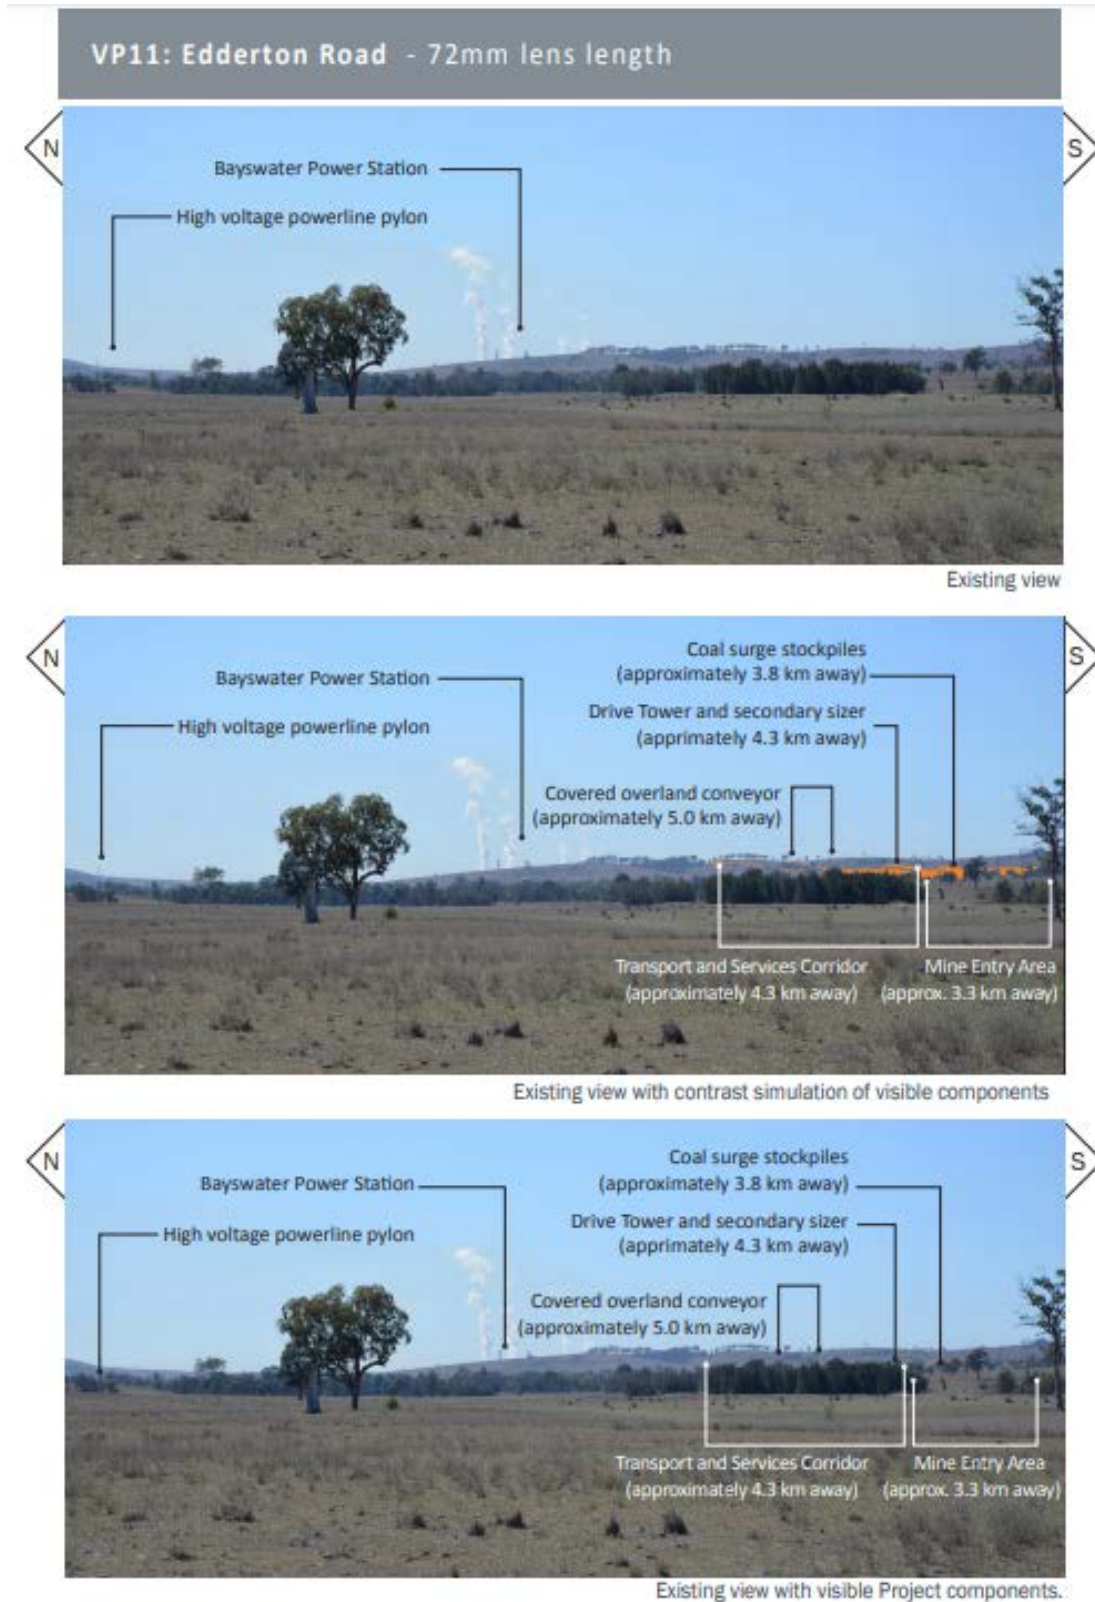 VP11: Edderton Road - 72mm lens length
N
S
Bayswater Power Station
High voltage powerline pylon
Existing view
N
S
Coal surge stockpiles
(approximately 3.8 km away)
Bayswater Power Station
Drive Tower and secondary sizer
(apprimately 4.3 km away)
High voltage powerline pylon
Covered overland conveyor
(approximately 5.0 km away)
Transport and Services Corridor
(approximately 4.3 km away)
Mine Entry Area
(approx. 3.3 km away)
Existing view with contrast simulation of visible components
N
S
Coal surge stockpiles
(approximately 3.8 km away)
Bayswater Power Station
Drive Tower and secondary sizer
(apprimately 4.3 km away)
High voltage powerline pylon
Covered overland conveyor
(approximately 5.0 km away)
Transport and Services Corridor
(approximately 4.3 km away)
Mine Entry Area
(approx. 3.3 km away)
Existing view with visible Project components.